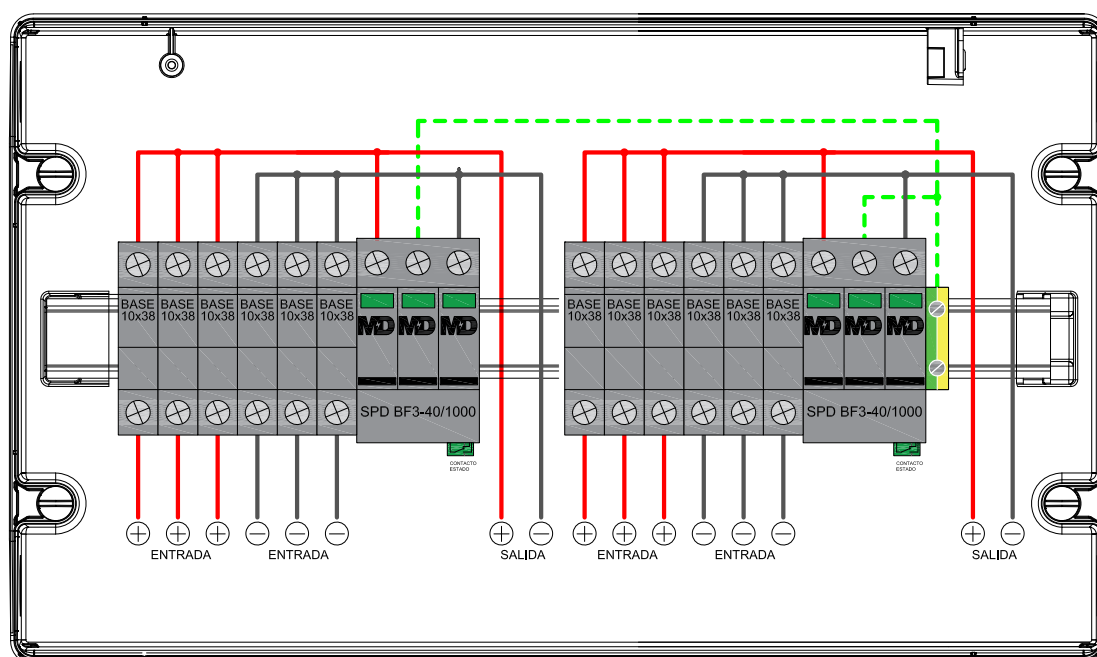 BASE BASE BASE BASE BASE BASE
10x38 10x38 10x38 10x38 10x38 10x38
MD MD MD
SPD BF3-40/1000
CONTACTO
ESTADO
+ + + − − −
ENTRADA ENTRADA
+ −
SALIDA
BASE BASE BASE BASE BASE BASE
10x38 10x38 10x38 10x38 10x38 10x38
MD MD MD
SPD BF3-40/1000
CONTACTO
ESTADO
+ + + − − −
ENTRADA ENTRADA
+ −
SALIDA